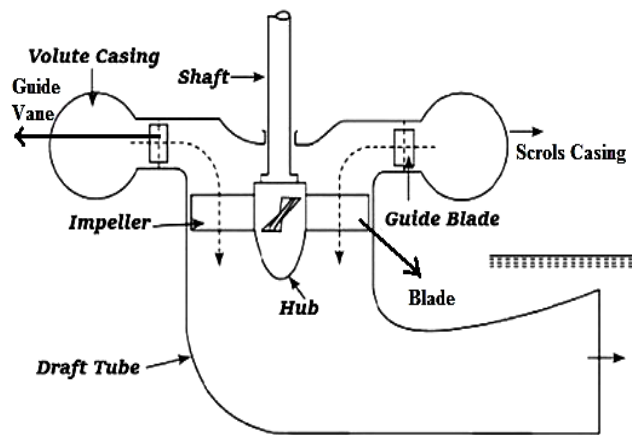 Volute Casing
Shaft
Guide
Vane
Scrols Casing
Impeller
Guide Blade
Blade
Hub
Draft Tube